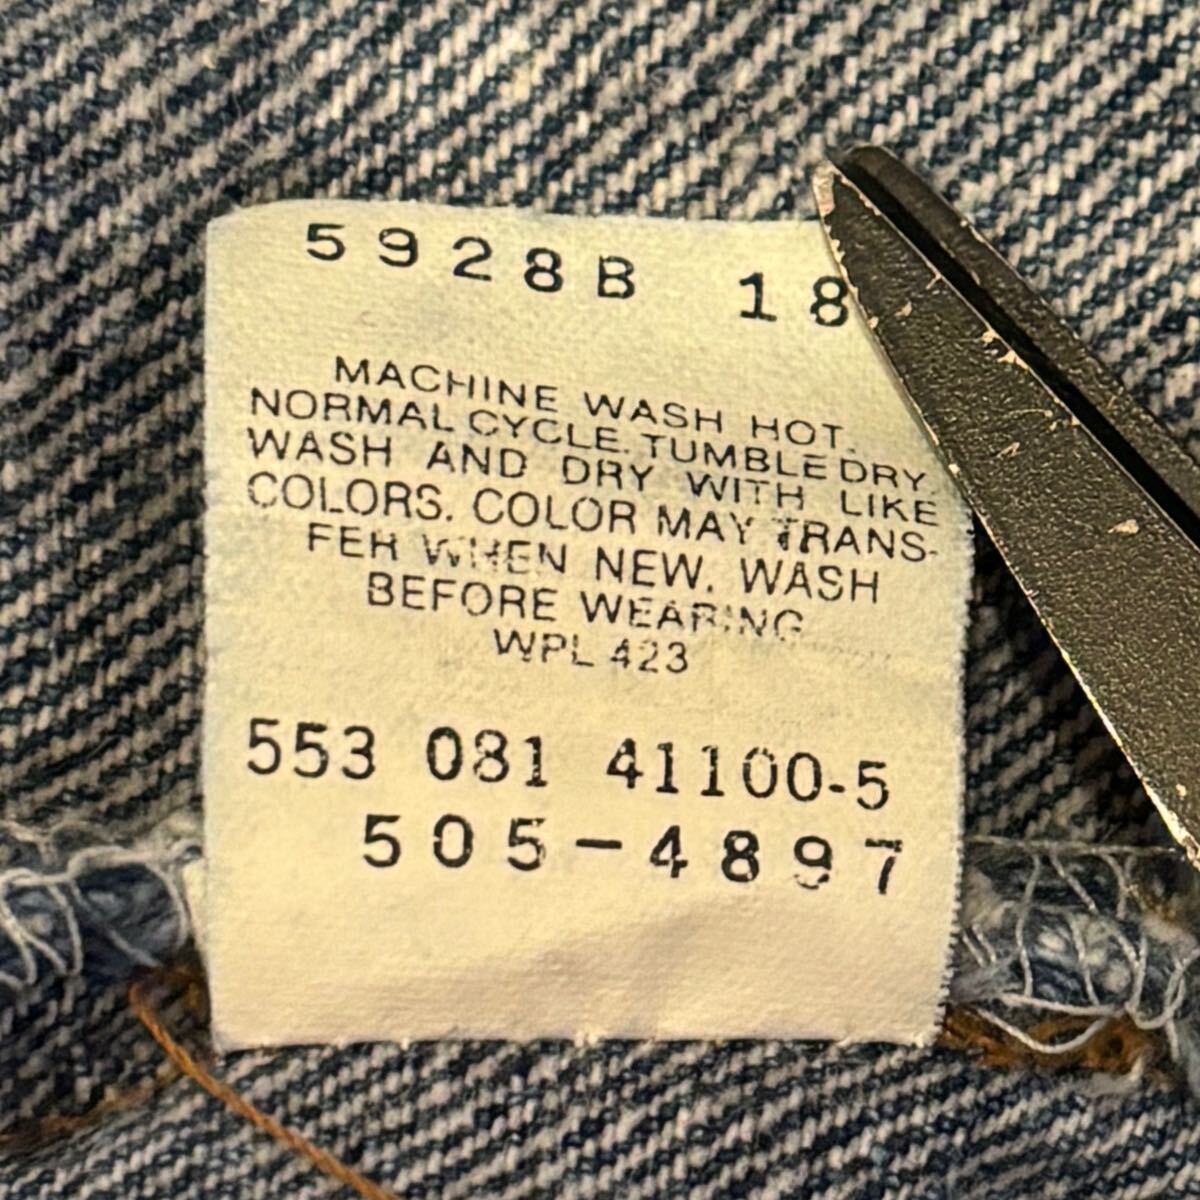 5928B 18
MACHINE WASH HOT.
NORMAL CYCLE. TUMBLE DRY.
WASH AND DRY WITH LIKE
COLORS. COLOR MAY TRANS-
FER WHEN NEW. WASH
BEFORE WEARING
WPL 423
553 081 41100-5
505-4897